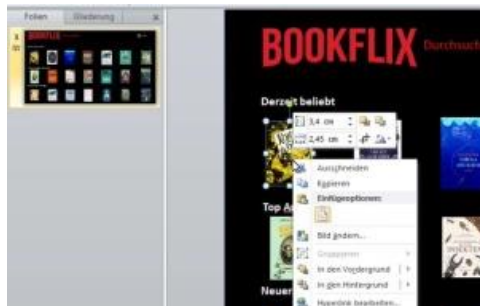 Folien
Gliederung
x
1
BOOKFLIX
Durchsuch
Derzeit beliebt
3,4 cm
2,45 cm
Ausschneiden
Kopieren
Einfügeoptionen:
Top A
Bild ändern...
Gruppieren
In den Vordergrund
In den Hintergrund
Neuer
Hyperlink bearbeiten...